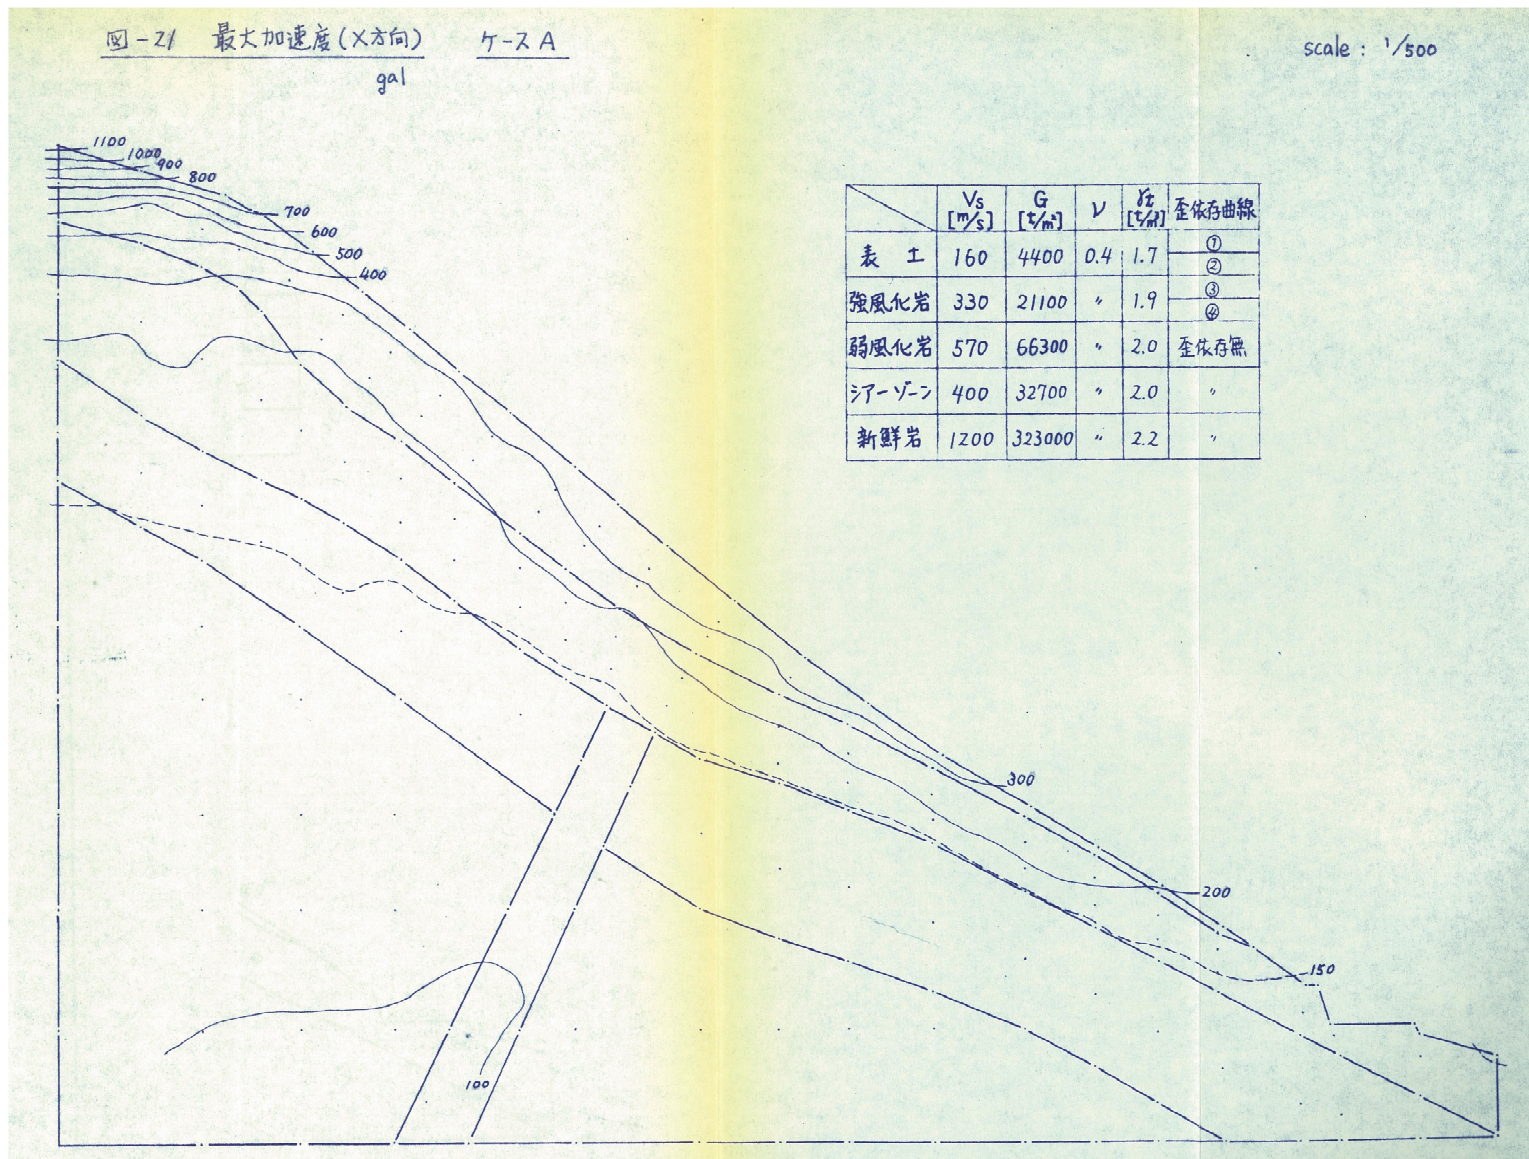 図-21 最大加速度(X方向) ケースA
gal
scale: 1/500
1100
1000
900
800
700
600
500
400
300
200
150
100
Vs [m/s] G [t/m²] ν γt [t/m³] 歪依存曲線
表 土 160 4400 0.4 1.7 ① ②
強風化岩 330 21100 〃 1.9 ③ ④
弱風化岩 570 66300 〃 2.0 歪依存無
シアーゾーン 400 32700 〃 2.0 〃
新鮮岩 1200 323000 〃 2.2 〃